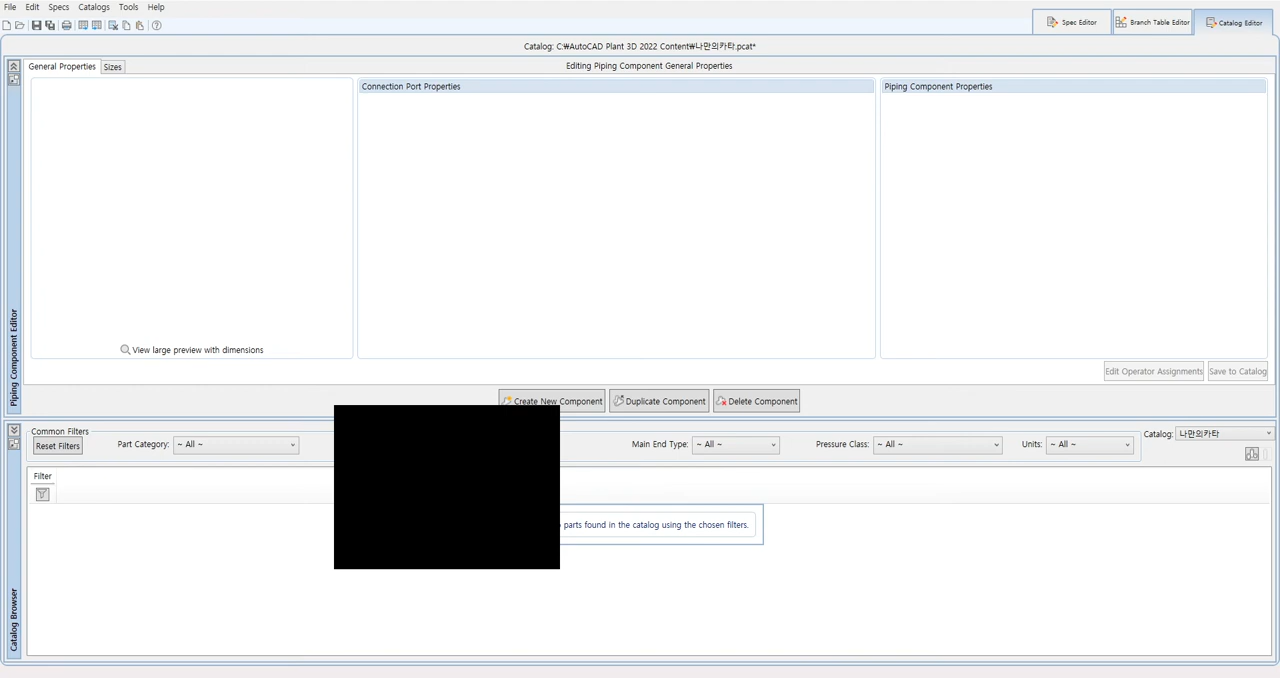 File Edit Specs Catalogs Tools Help
Spec Editor Branch Table Editor Catalog Editor
Catalog: C:₩AutoCAD Plant 3D 2022 Content₩나만의카타.pcat*
General Properties Sizes Editing Piping Component General Properties
Connection Port Properties Piping Component Properties
View large preview with dimensions
Piping Component Editor
Edit Operator Assignments Save to Catalog
Create New Component Duplicate Component Delete Component
Common Filters
Reset Filters Part Category: ~ All ~ Main End Type: ~ All ~ Pressure Class: ~ All ~ Units: ~ All ~ Catalog: 나만의카타
Filter
parts found in the catalog using the chosen filters.
Catalog Browser